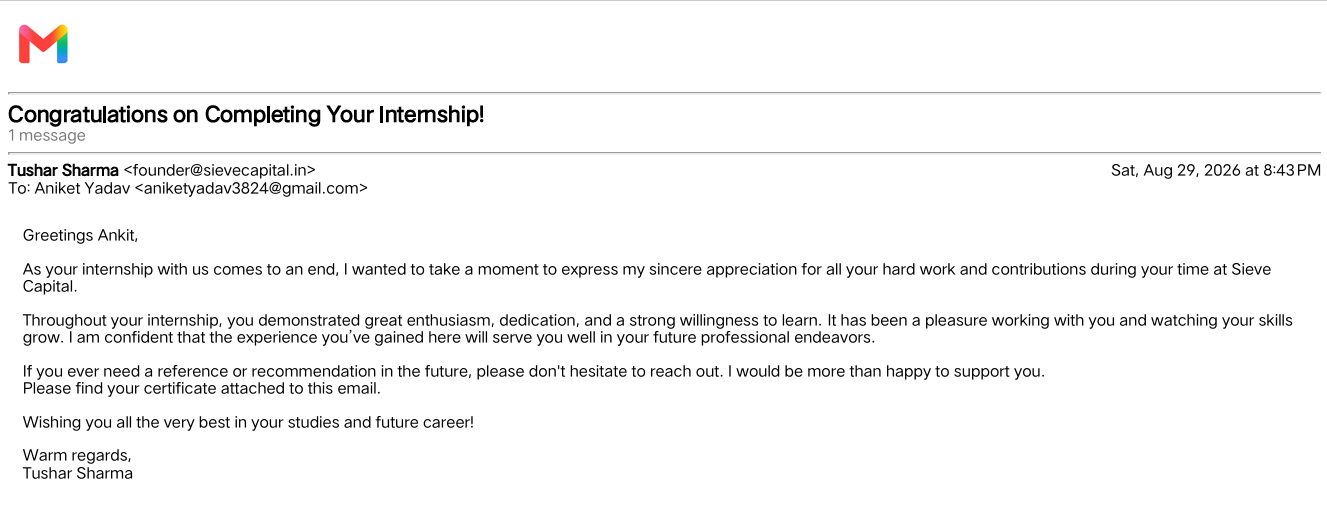 Congratulations on Completing Your Internship!
1 message
Tushar Sharma <founder@sievecapital.in> Sat, Aug 29, 2026 at 8:43 PM
To: Aniket Yadav <aniketyadav3824@gmail.com>
Greetings Ankit,
As your internship with us comes to an end, I wanted to take a moment to express my sincere appreciation for all your hard work and contributions during your time at Sieve
Capital.
Throughout your internship, you demonstrated great enthusiasm, dedication, and a strong willingness to learn. It has been a pleasure working with you and watching your skills
grow. I am confident that the experience you’ve gained here will serve you well in your future professional endeavors.
If you ever need a reference or recommendation in the future, please don't hesitate to reach out. I would be more than happy to support you.
Please find your certificate attached to this email.
Wishing you all the very best in your studies and future career!
Warm regards,
Tushar Sharma